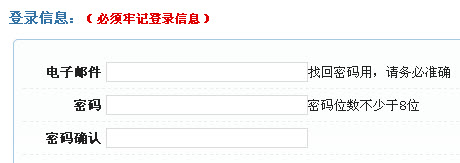 登录信息：（必须牢记登录信息）
电子邮件 找回密码用，请务必准确
密码 密码位数不少于8位
密码确认